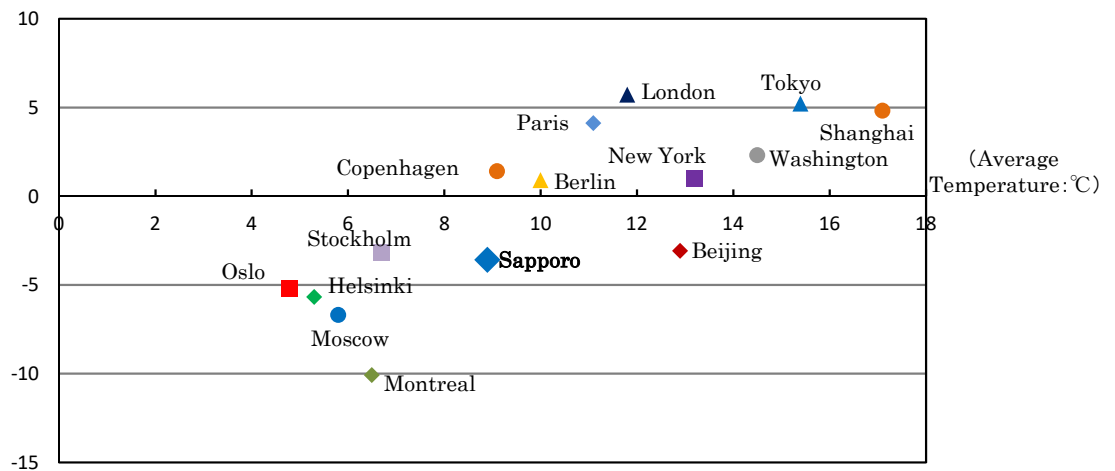 10
London
Tokyo
5
Paris
Shanghai
New York
Washington
(Average
Temperature:℃)
Copenhagen
Berlin
0
0
2
4
6
8
10
12
14
16
18
Stockholm
Beijing
Sapporo
Oslo
Helsinki
-5
Moscow
Montreal
-10
-15